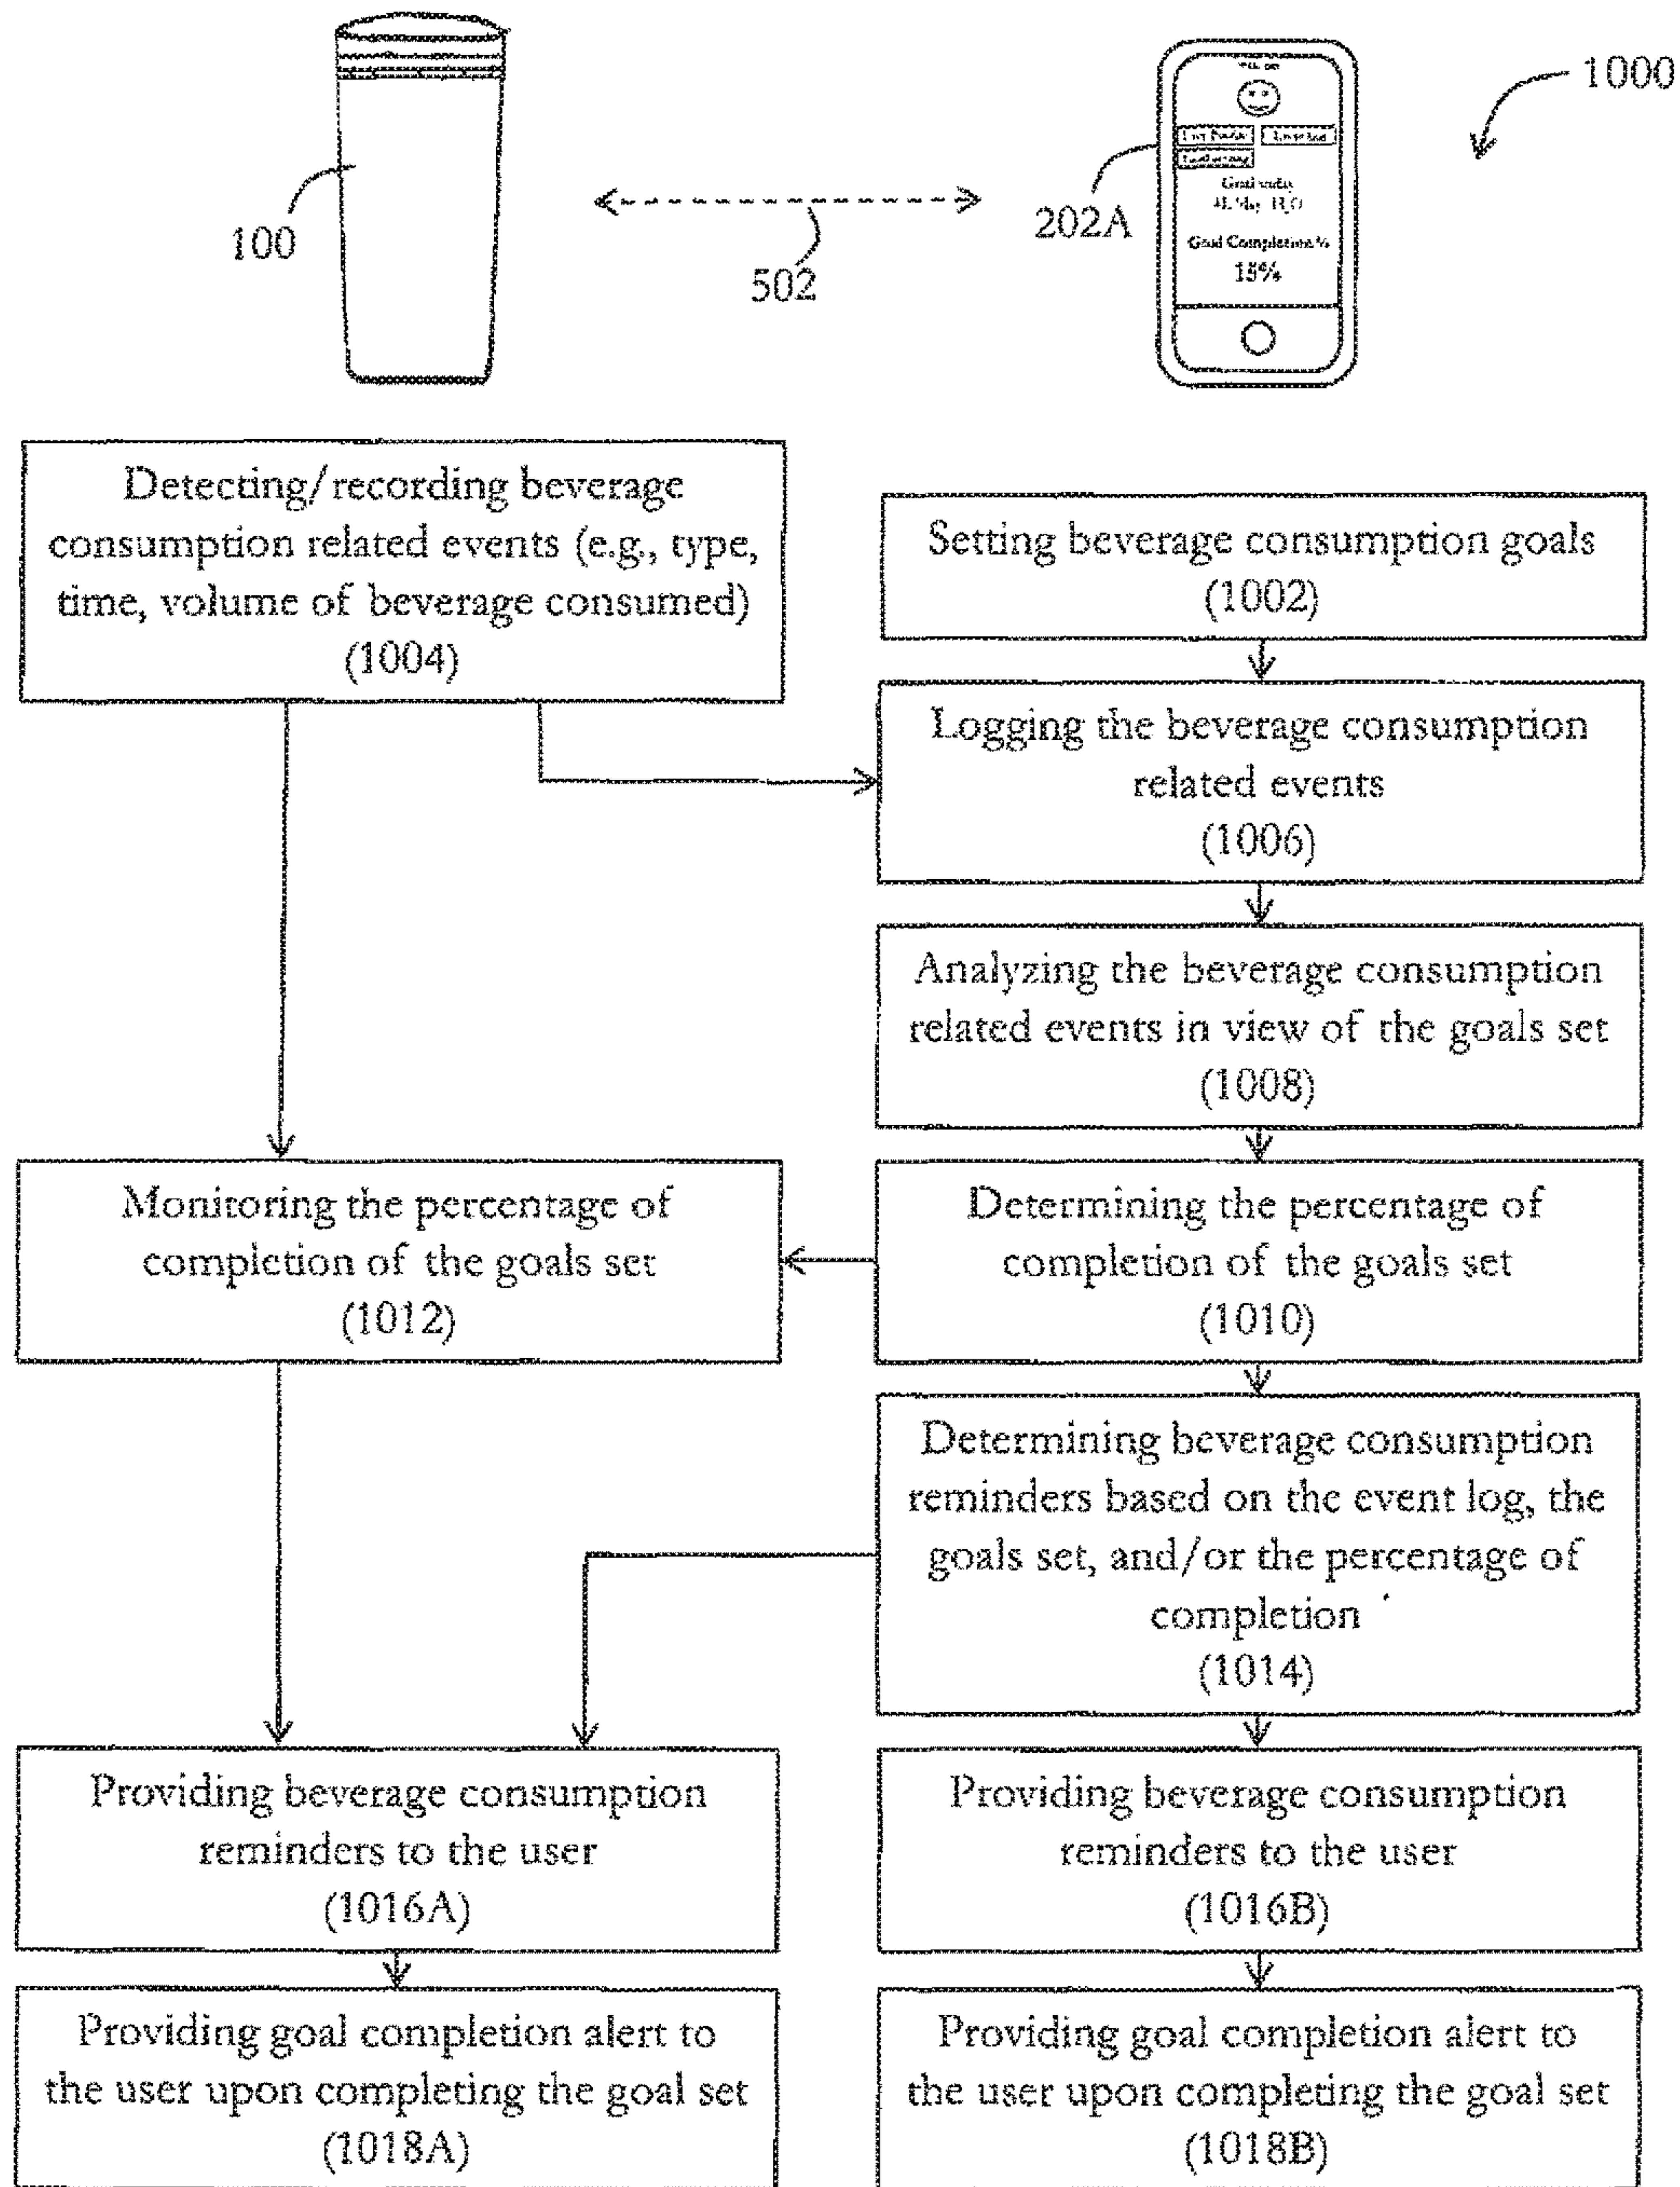 1000
100
502
202A
Goal Completion %
15%
Detecting/recording beverage
consumption related events (e.g., type,
time, volume of beverage consumed)
(1004)
Setting beverage consumption goals
(1002)
Logging the beverage consumption
related events
(1006)
Analyzing the beverage consumption
related events in view of the goals set
(1008)
Monitoring the percentage of
completion of the goals set
(1012)
Determining the percentage of
completion of the goals set
(1010)
Determining beverage consumption
reminders based on the event log, the
goals set, and/or the percentage of
completion
(1014)
Providing beverage consumption
reminders to the user
(1016A)
Providing beverage consumption
reminders to the user
(1016B)
Providing goal completion alert to
the user upon completing the goal set
(1018A)
Providing goal completion alert to
the user upon completing the goal set
(1018B)